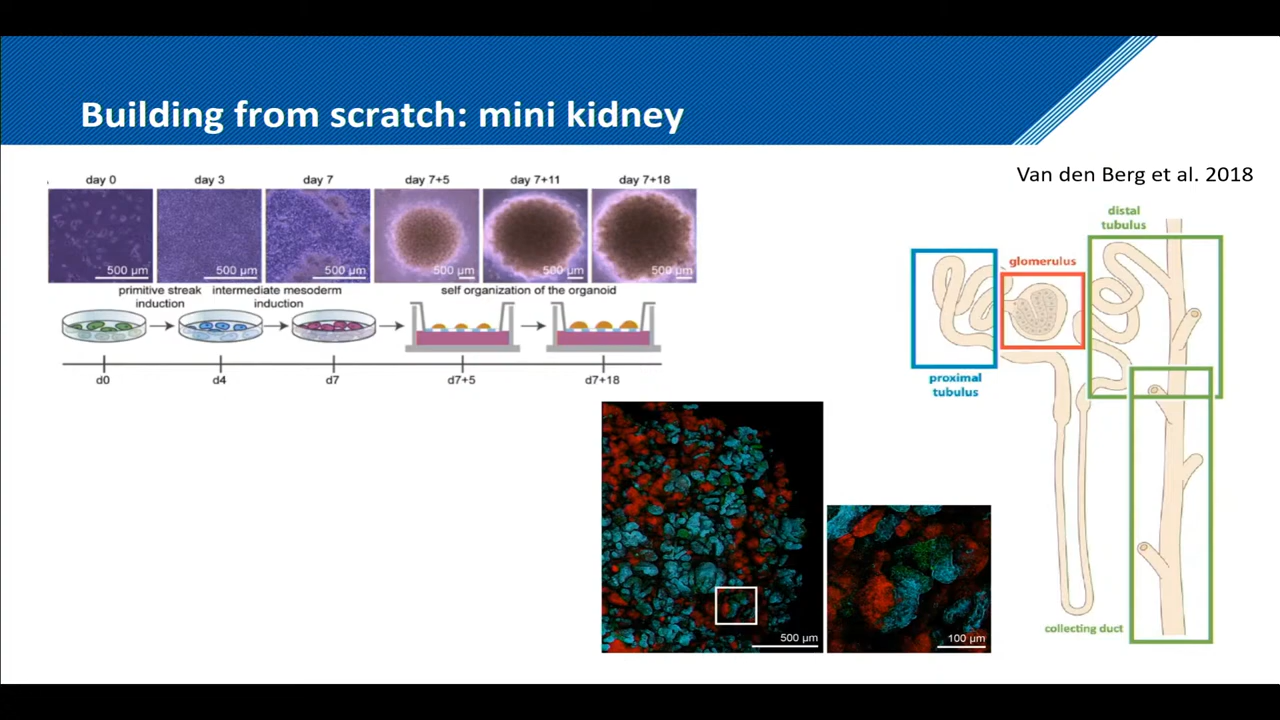 Building from scratch: mini kidney
Van den Berg et al. 2018
day 0 day 3 day 7 day 7+5 day 7+11 day 7+18
500 µm 500 µm 500 µm 500 µm 500 µm 500 µm
primitive streak
induction
intermediate mesoderm
induction
self organization of the organoid
d0 d4 d7 d7+5 d7+18
distal
tubulus
glomerulus
proximal
tubulus
collecting duct
500 µm
100 µm